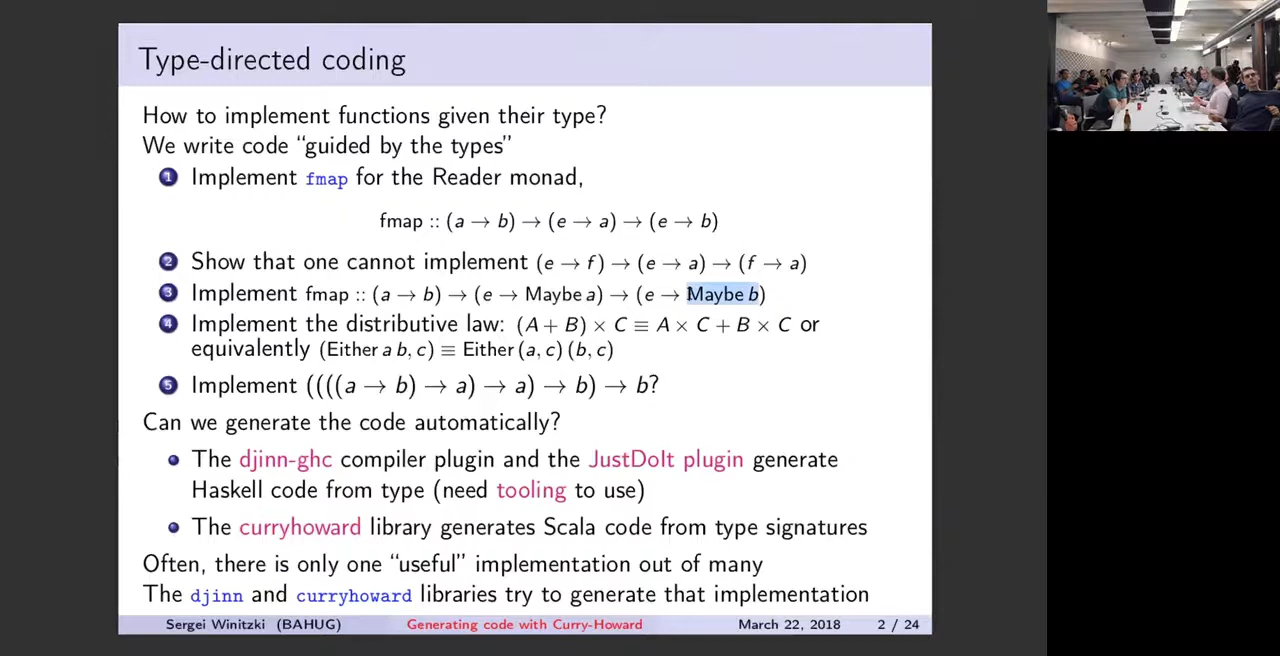 Type-directed coding
How to implement functions given their type?
We write code “guided by the types”
1 Implement fmap for the Reader monad,
fmap :: (a → b) → (e → a) → (e → b)
2 Show that one cannot implement (e → f) → (e → a) → (f → a)
3 Implement fmap :: (a → b) → (e → Maybe a) → (e → Maybe b)
4 Implement the distributive law: (A + B) × C ≡ A × C + B × C or
equivalently (Either a b, c) ≡ Either (a, c) (b, c)
5 Implement ((((a → b) → a) → a) → b) → b?
Can we generate the code automatically?
The djinn-ghc compiler plugin and the JustDoIt plugin generate
Haskell code from type (need tooling to use)
The curryhoward library generates Scala code from type signatures
Often, there is only one “useful” implementation out of many
The djinn and curryhoward libraries try to generate that implementation
Sergei Winitzki (BAHUG) Generating code with Curry-Howard March 22, 2018 2 / 24